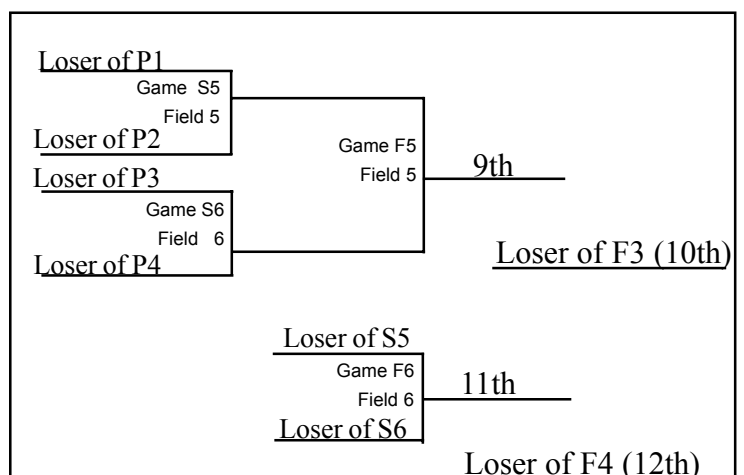 Loser of P1
Game S5
Field 5
Loser of P2
Game F5
Field 5
9th
Loser of P3
Game S6
Field 6
Loser of P4
Loser of F3 (10th)
Loser of S5
Game F6
Field 6
11th
Loser of S6
Loser of F4 (12th)